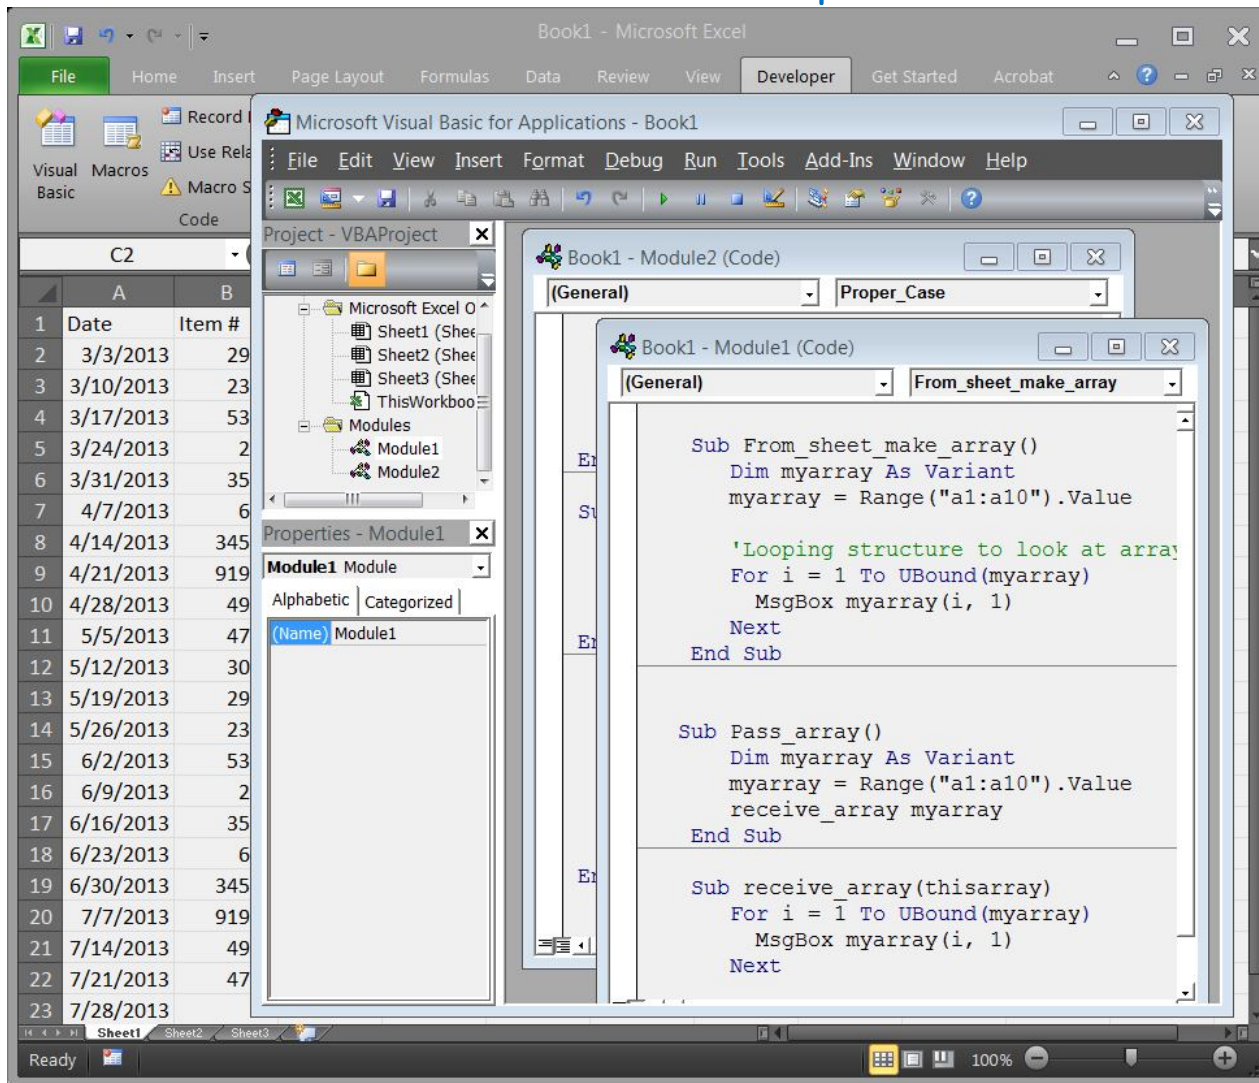 Book1 - Microsoft Excel
File Home Insert Page Layout Formulas Data Review View Developer Get Started Acrobat
Visual Basic
Macros
Record
Use Rela
Macro S
Code
Microsoft Visual Basic for Applications - Book1
File Edit View Insert Format Debug Run Tools Add-Ins Window Help
C2
A B
1 Date Item #
2 3/3/2013 29
3 3/10/2013 23
4 3/17/2013 53
5 3/24/2013 2
6 3/31/2013 35
7 4/7/2013 6
8 4/14/2013 345
9 4/21/2013 919
10 4/28/2013 49
11 5/5/2013 47
12 5/12/2013 30
13 5/19/2013 29
14 5/26/2013 23
15 6/2/2013 53
16 6/9/2013 2
17 6/16/2013 35
18 6/23/2013 6
19 6/30/2013 345
20 7/7/2013 919
21 7/14/2013 49
22 7/21/2013 47
23 7/28/2013
Project - VBAProject
Microsoft Excel O
Sheet1 (Shee
Sheet2 (Shee
Sheet3 (Shee
ThisWorkboo
Modules
Module1
Module2
Properties - Module1
Module1 Module
Alphabetic Categorized
(Name) Module1
Book1 - Module2 (Code)
(General) Proper_Case
En
Su
En
En
Book1 - Module1 (Code)
(General) From_sheet_make_array
Sub From_sheet_make_array()
Dim myarray As Variant
myarray = Range("a1:a10").Value
'Looping structure to look at array
For i = 1 To UBound(myarray)
MsgBox myarray(i, 1)
Next
End Sub
Sub Pass_array()
Dim myarray As Variant
myarray = Range("a1:a10").Value
receive_array myarray
End Sub
Sub receive_array(thisarray)
For i = 1 To UBound(myarray)
MsgBox myarray(i, 1)
Next
Sheet1 Sheet2 Sheet3
Ready 100%